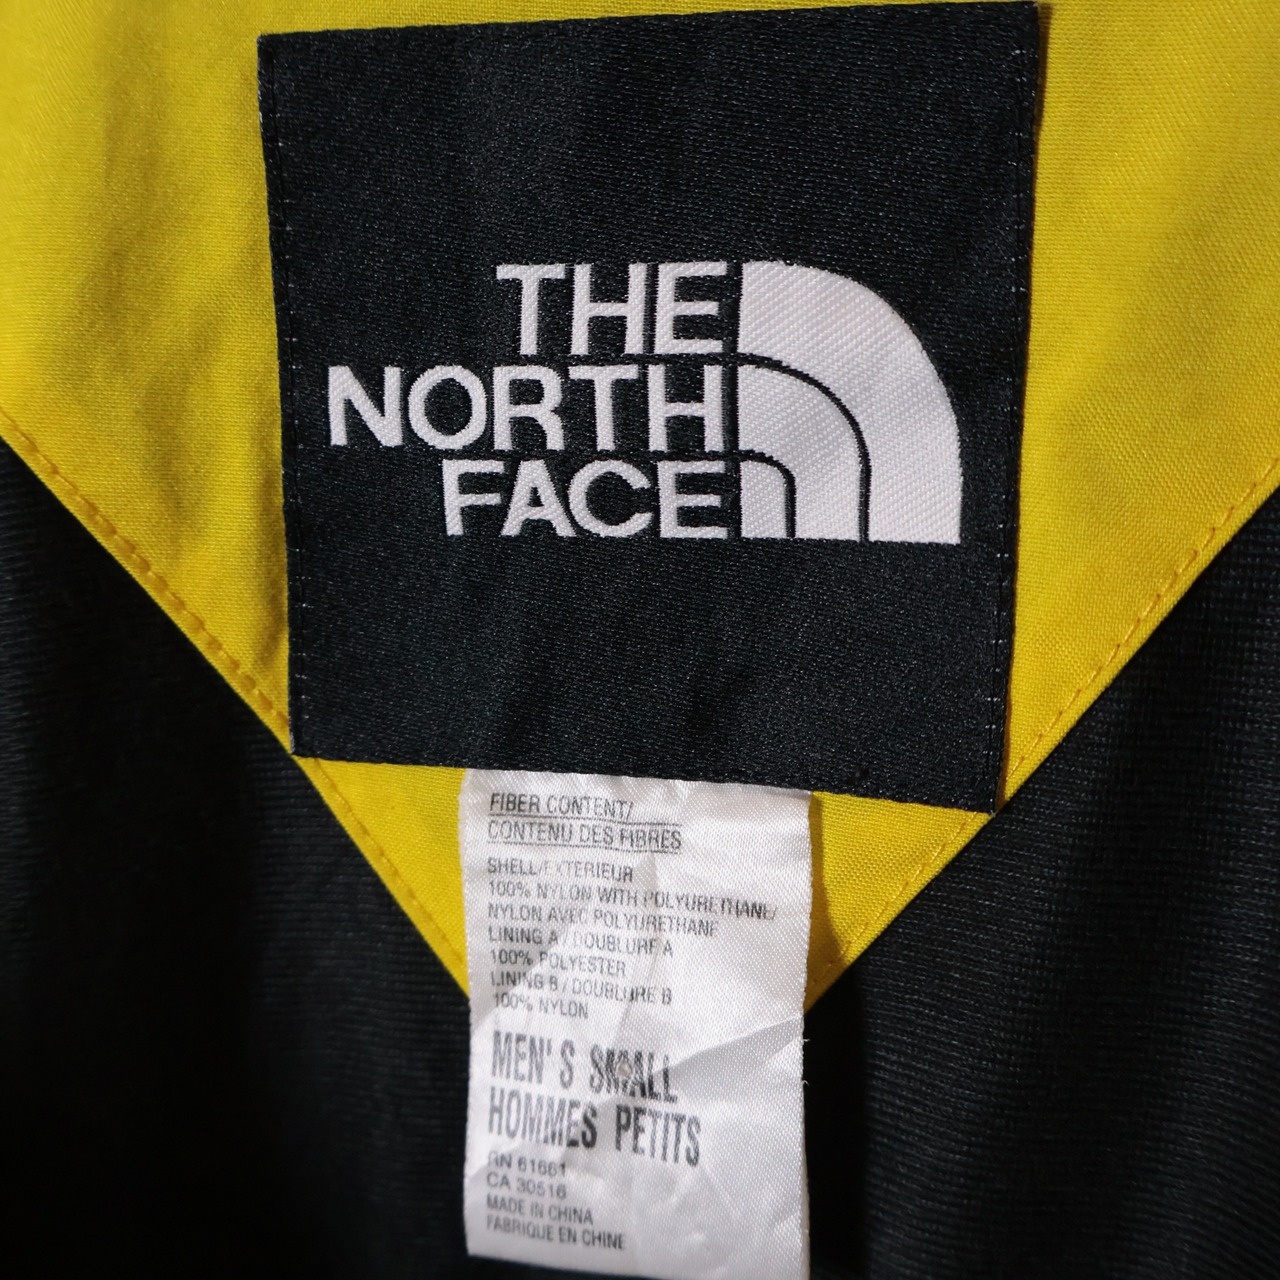 THE
NORTH
FACE
FIBER CONTENT/
CONTENU DES FIBRES
SHELL/EXTERIEUR
100% NYLON WITH POLYURETHANE/
NYLON AVEC POLYURETHANE
LINING A / DOUBLURE A
100% POLYESTER
LINING B / DOUBLURE B
100% NYLON
MEN'S SMALL
HOMMES PETITS
RN 61661
CA 30516
MADE IN CHINA
FABRIQUE EN CHINE